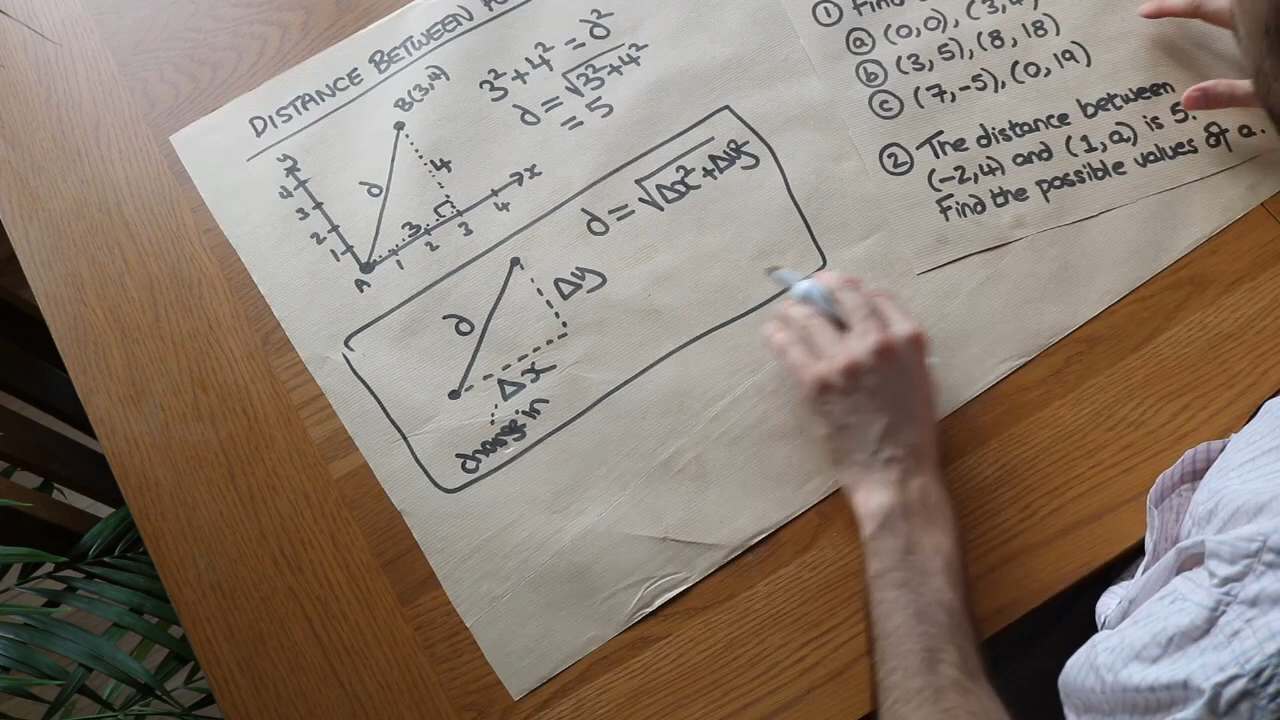 DISTANCE BETWEEN
B(3,4)
3² + 4² = d²
d = √3² + 4²
= 5
y
4
3
2
1
d
4
3
A
1
2
3
4
x
d = √Δx² + Δy²
d
Δy
Δx
change in
① Find
ⓐ (0,0), (3,4)
ⓑ (3, 5), (8, 18)
ⓒ (7,-5), (0, 19)
② The distance between
(-2,4) and (1,a) is 5.
Find the possible values of a.